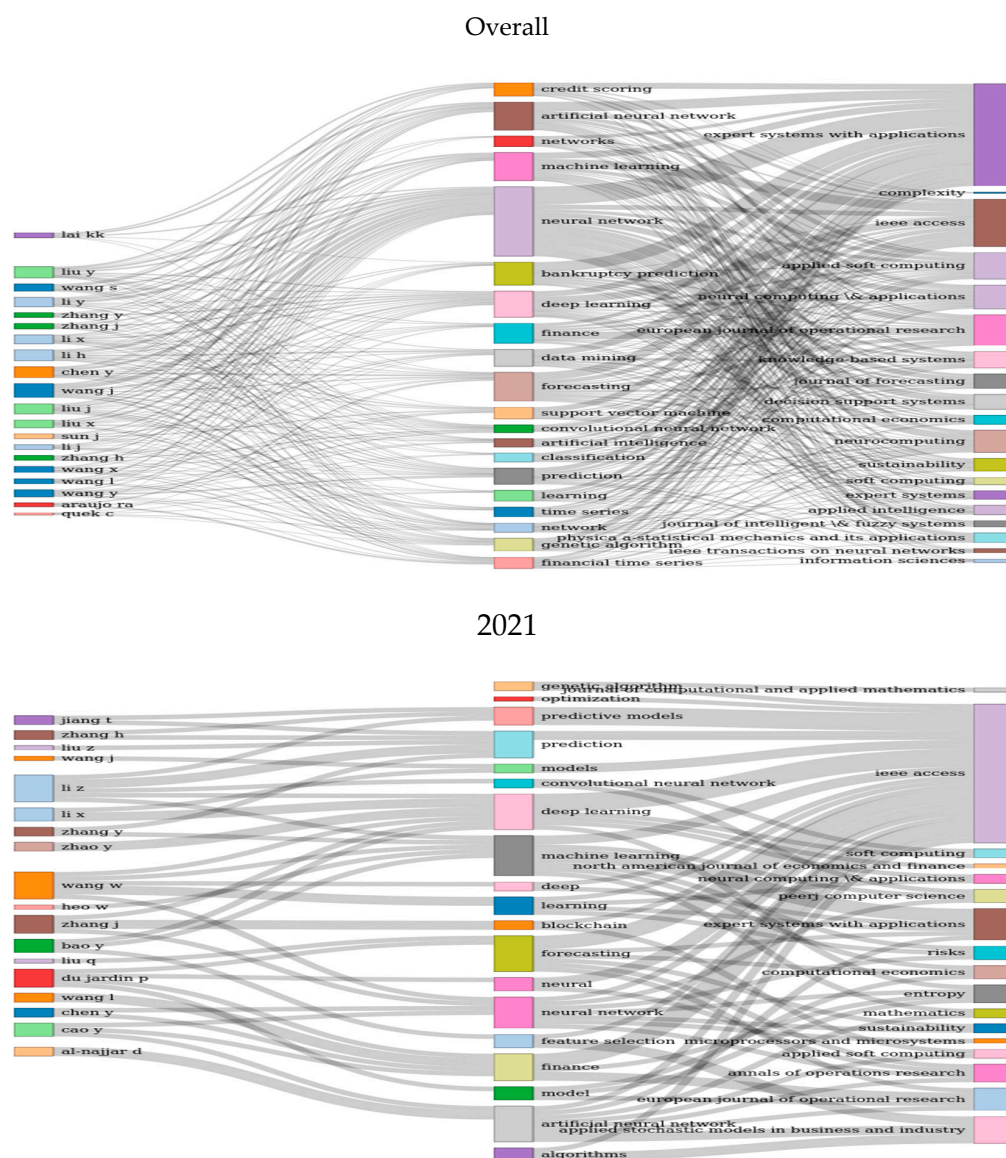 Overall
lai kk
liu y
wang s
li y
zhang y
zhang j
li x
li h
chen y
wang j
liu j
liu x
sun j
li j
zhang h
wang x
wang l
wang y
araujo ra
quek c
credit scoring
artificial neural network
networks
machine learning
neural network
bankruptcy prediction
deep learning
finance
data mining
forecasting
support vector machine
convolutional neural network
artificial intelligence
classification
prediction
learning
time series
network
genetic algorithm
financial time series
expert systems with applications
complexity
ieee access
applied soft computing
neural computing \& applications
european journal of operational research
knowledge-based systems
journal of forecasting
decision support systems
computational economics
neurocomputing
sustainability
soft computing
expert systems
applied intelligence
journal of intelligent \& fuzzy systems
physica a-statistical mechanics and its applications
ieee transactions on neural networks
information sciences
2021
jiang t
zhang h
liu z
wang j
li z
li x
zhang y
zhao y
wang w
heo w
zhang j
bao y
liu q
du jardin p
wang l
chen y
cao y
al-najjar d
genetic algorithm
optimization
predictive models
prediction
models
convolutional neural network
deep learning
machine learning
deep
learning
blockchain
forecasting
neural
neural network
feature selection
finance
model
artificial neural network
algorithms
journal of computational and applied mathematics
ieee access
soft computing
north american journal of economics and finance
neural computing \& applications
peerj computer science
expert systems with applications
risks
computational economics
entropy
mathematics
sustainability
microprocessors and microsystems
applied soft computing
annals of operations research
european journal of operational research
applied stochastic models in business and industry